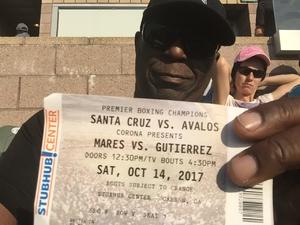 STUBHUB! CENTER
PREMIER BOXING CHAMPIONS
SANTA CRUZ VS. AVALOS
CORONA PRESENTS
MARES VS. GUTIERREZ
DOORS 12:30PM/TV BOUTS 4:30PM
SAT, OCT 14, 2017
BOUTS SUBJECT TO CHANGE
STUBHUB CENTER CARSON, CA
ROW